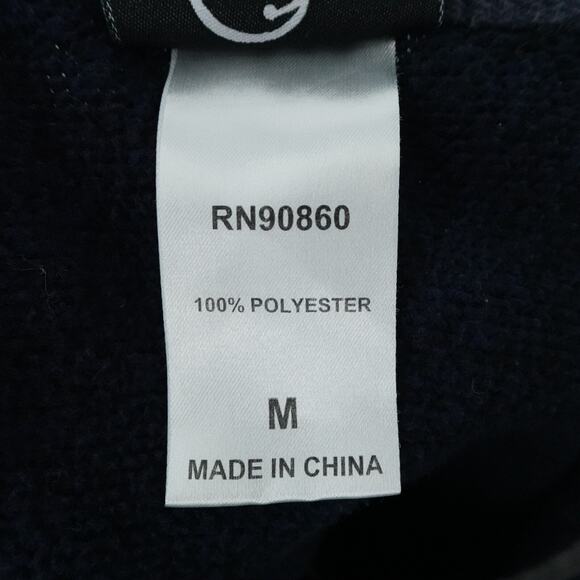 RN90860
100% POLYESTER
M
MADE IN CHINA